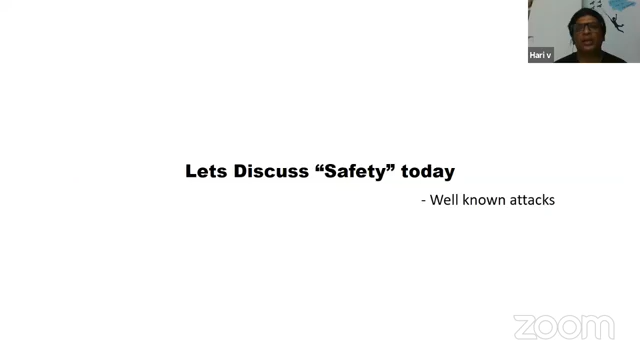 Hari v
Lets Discuss “Safety” today
- Well known attacks
zoom